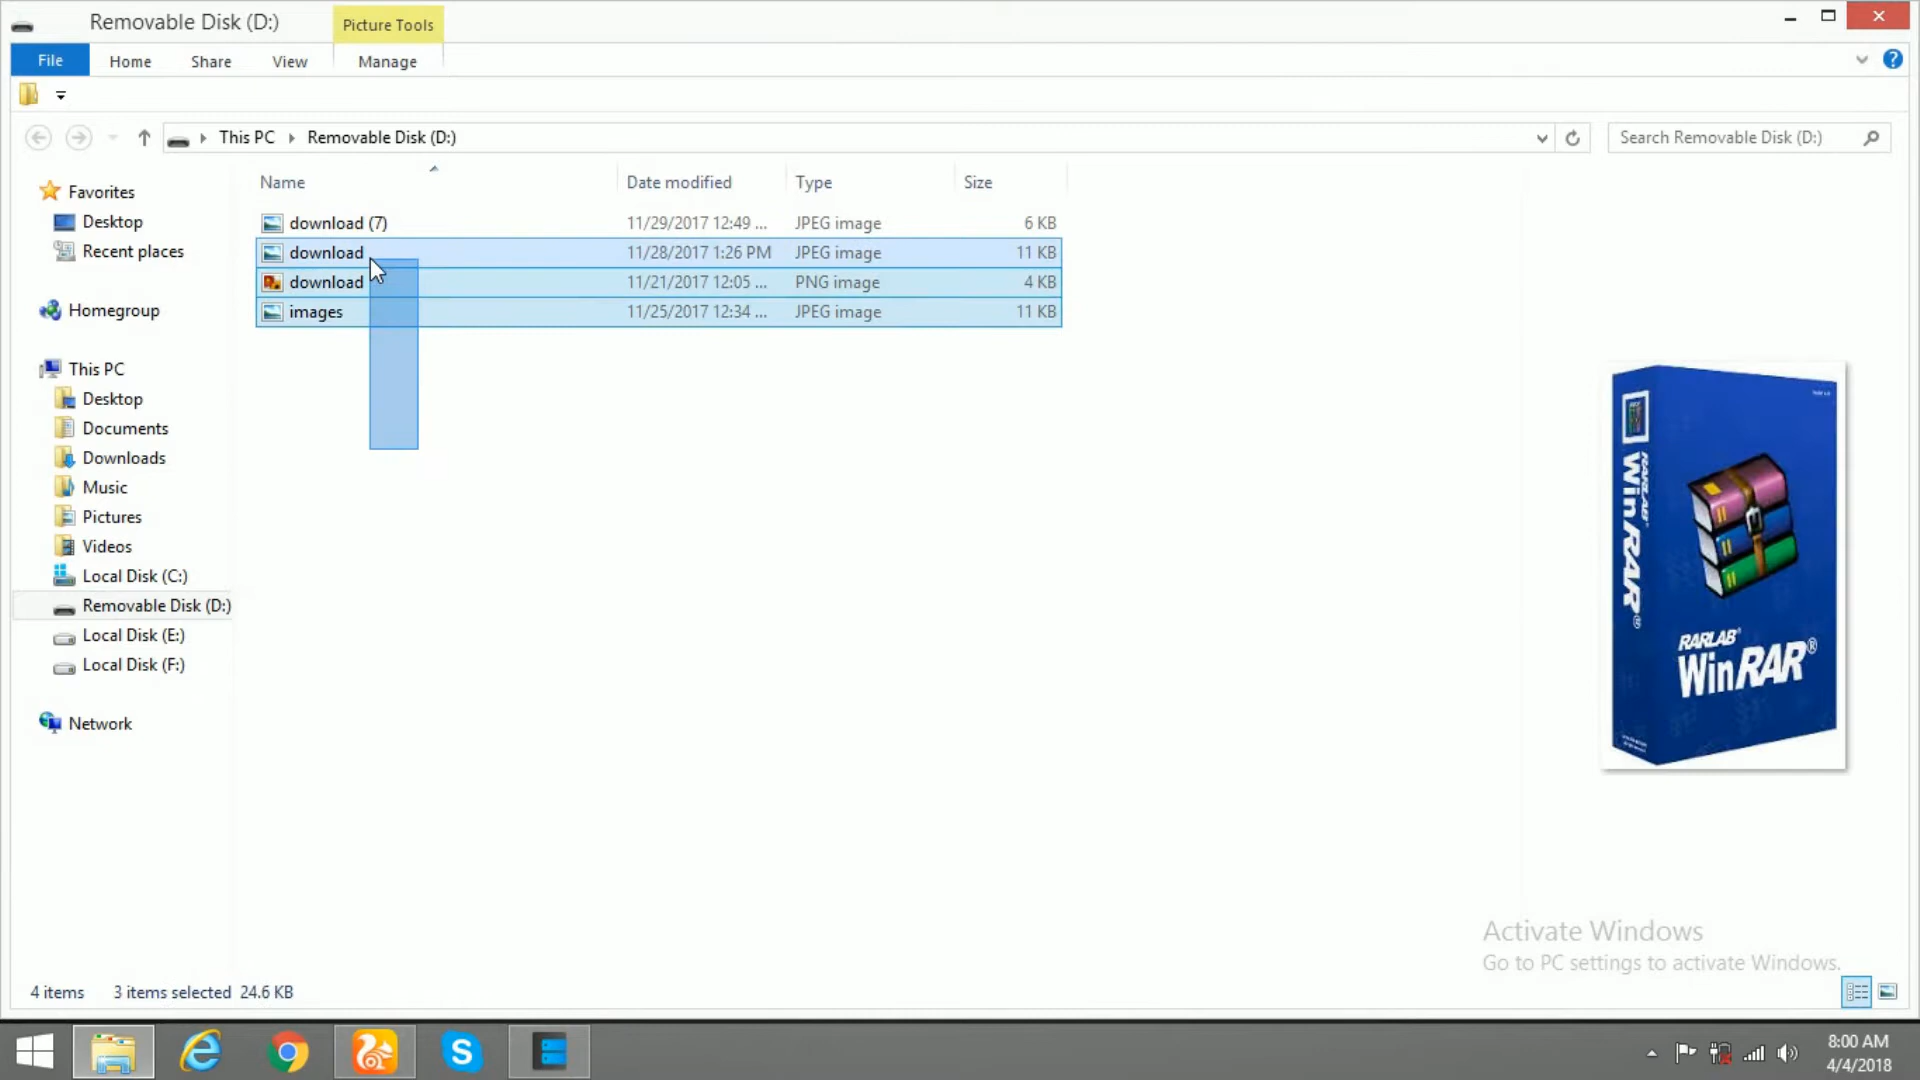 Removable Disk (D:)
Picture Tools
File
Home
Share
View
Manage
This PC
Removable Disk (D:)
Search Removable Disk (D:)
Name
Date modified
Type
Size
download (7)
11/29/2017 12:49 ...
JPEG image
6 KB
download
11/28/2017 1:26 PM
JPEG image
11 KB
download
11/21/2017 12:05 ...
PNG image
4 KB
images
11/25/2017 12:34 ...
JPEG image
11 KB
Favorites
Desktop
Recent places
Homegroup
This PC
Desktop
Documents
Downloads
Music
Pictures
Videos
Local Disk (C:)
Removable Disk (D:)
Local Disk (E:)
Local Disk (F:)
Network
RARLAB®
WinRAR®
RARLAB®
WinRAR®
Activate Windows
Go to PC settings to activate Windows.
4 items
3 items selected 24.6 KB
8:00 AM
4/4/2018